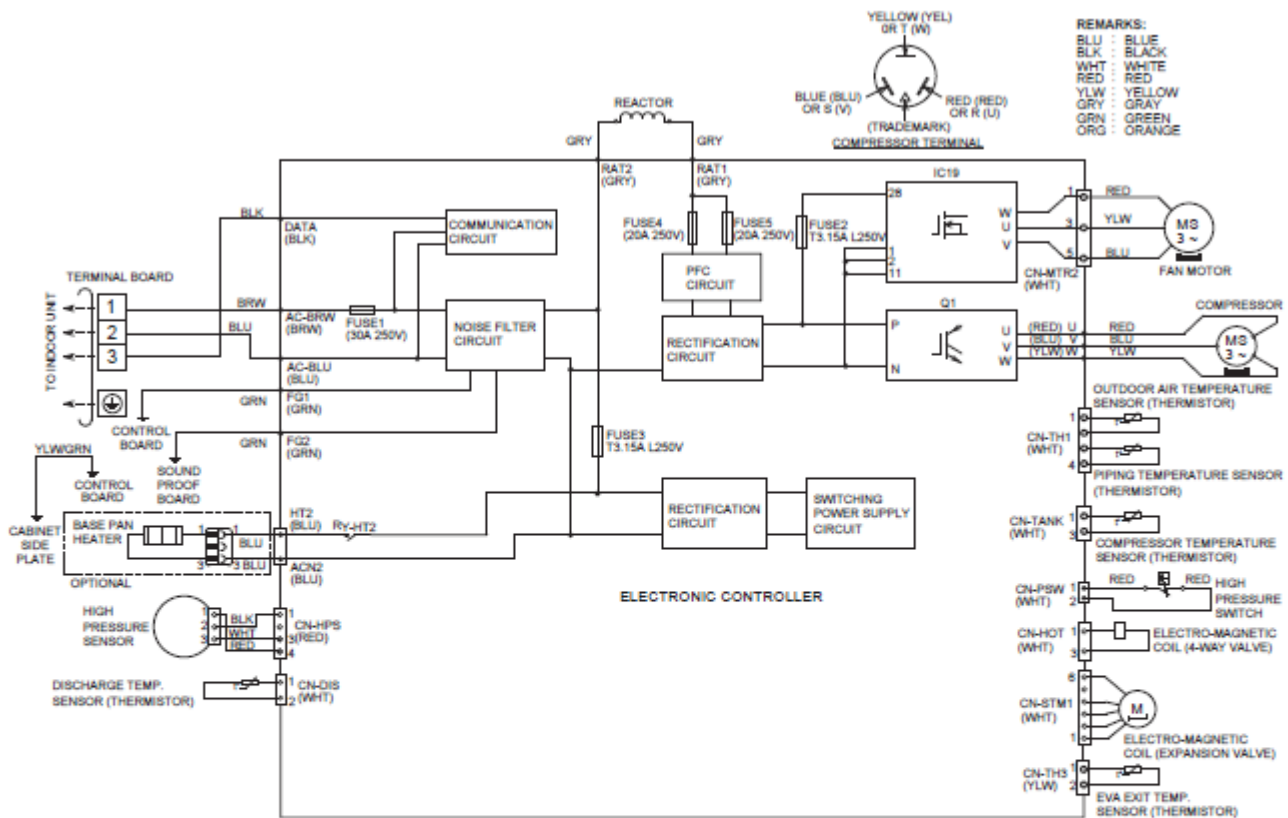 YELLOW (YEL)
OR T (W)
BLUE (BLU)
OR S (V)
RED (RED)
OR R (U)
(TRADEMARK)
COMPRESSOR TERMINAL
REMARKS:
BLU : BLUE
BLK : BLACK
WHT : WHITE
RED : RED
YLW : YELLOW
GRY : GRAY
GRN : GREEN
ORG : ORANGE
REACTOR
GRY
GRY
RAT2
(GRY)
RAT1
(GRY)
BLK
DATA
(BLK)
COMMUNICATION
CIRCUIT
FUSE4
(20A 250V)
FUSE5
(20A 250V)
FUSE2
T3.15A L250V
IC19
28
1
2
11
W
U
V
1
3
5
RED
YLW
BLU
CN-MTR2
(WHT)
MS
3 ~
FAN MOTOR
TERMINAL BOARD
TO INDOOR UNIT
1
2
3
BRW
BLU
AC-BRW
(BRW)
FUSE1
(30A 250V)
AC-BLU
(BLU)
NOISE FILTER
CIRCUIT
PFC
CIRCUIT
RECTIFICATION
CIRCUIT
Q1
P
N
U
V
W
(RED) U
(BLU) V
(YLW) W
RED
BLU
YLW
COMPRESSOR
MS
3 ~
GRN
FG1
(GRN)
CONTROL
BOARD
GRN
FG2
(GRN)
SOUND
PROOF
BOARD
YLW/GRN
CONTROL
BOARD
CABINET
SIDE
PLATE
FUSE3
T3.15A L250V
BASE PAN
HEATER
1
1
3
3
BLU
BLU
OPTIONAL
HT2
(BLU)
RY-HT2
ACN2
(BLU)
RECTIFICATION
CIRCUIT
SWITCHING
POWER SUPPLY
CIRCUIT
ELECTRONIC CONTROLLER
HIGH
PRESSURE
SENSOR
1
2
3
BLK
WHT
RED
1
3
4
CN-HPS
(RED)
DISCHARGE TEMP.
SENSOR (THERMISTOR)
1
2
CN-DIS
(WHT)
OUTDOOR AIR TEMPERATURE
SENSOR (THERMISTOR)
CN-TH1
(WHT)
1
4
PIPING TEMPERATURE SENSOR
(THERMISTOR)
CN-TANK
(WHT)
1
3
COMPRESSOR TEMPERATURE
SENSOR (THERMISTOR)
CN-PSW
(WHT)
1
2
RED
RED
HIGH
PRESSURE
SWITCH
CN-HOT
(WHT)
1
3
ELECTRO-MAGNETIC
COIL (4-WAY VALVE)
6
CN-STM1
(WHT)
1
M
ELECTRO-MAGNETIC
COIL (EXPANSION VALVE)
CN-TH3
(YLW)
1
2
EVA EXIT TEMP.
SENSOR (THERMISTOR)